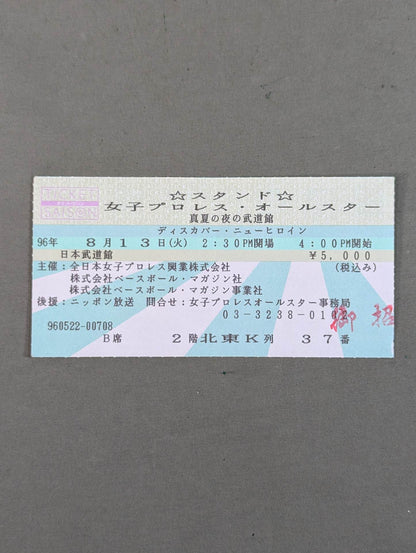 TICKET
SAISON
☆スタンド☆
女子プロレス・オールスター
真夏の夜の武道館
ディスカバー・ニューヒロイン
96年 8月13日(火) 2:30PM開場 4:00PM開始
日本武道館 ¥5,000
主催：全日本女子プロレス興業株式会社 (税込み)
株式会社ベースボール・マガジン社
株式会社ベースボール・マガジン事業社
後援：ニッポン放送 問合せ：女子プロレスオールスター事務局
03-3238-0102
御招
960522-00708
B席 2階北東K列 37番